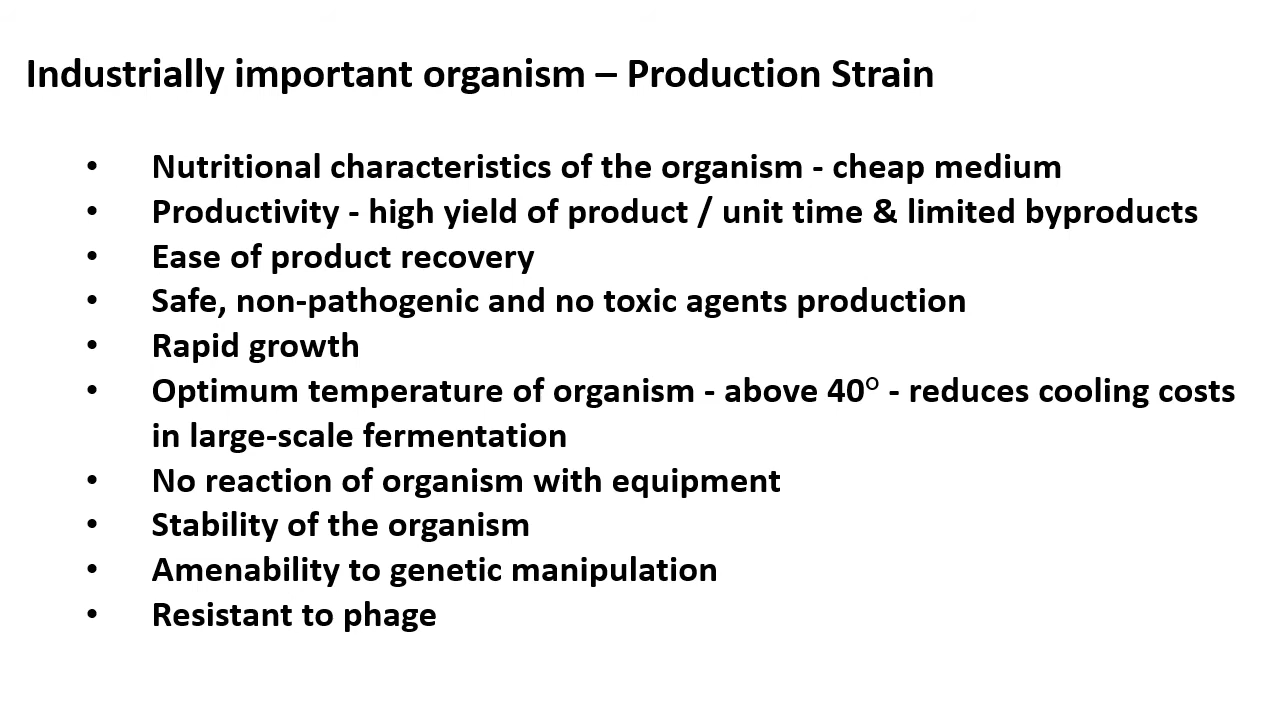 Industrially important organism – Production Strain
• Nutritional characteristics of the organism - cheap medium
• Productivity - high yield of product / unit time & limited byproducts
• Ease of product recovery
• Safe, non-pathogenic and no toxic agents production
• Rapid growth
• Optimum temperature of organism - above 40° - reduces cooling costs
in large-scale fermentation
• No reaction of organism with equipment
• Stability of the organism
• Amenability to genetic manipulation
• Resistant to phage